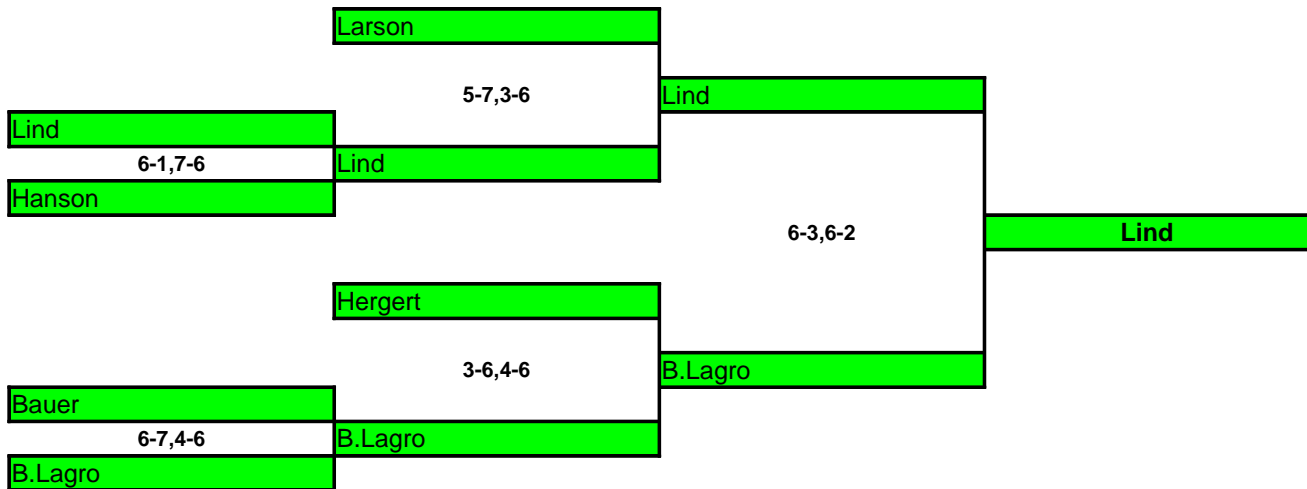 Larson
5-7,3-6
Lind
Lind
6-1,7-6
Lind
Hanson
6-3,6-2
Lind
Hergert
3-6,4-6
B.Lagro
Bauer
6-7,4-6
B.Lagro
B.Lagro